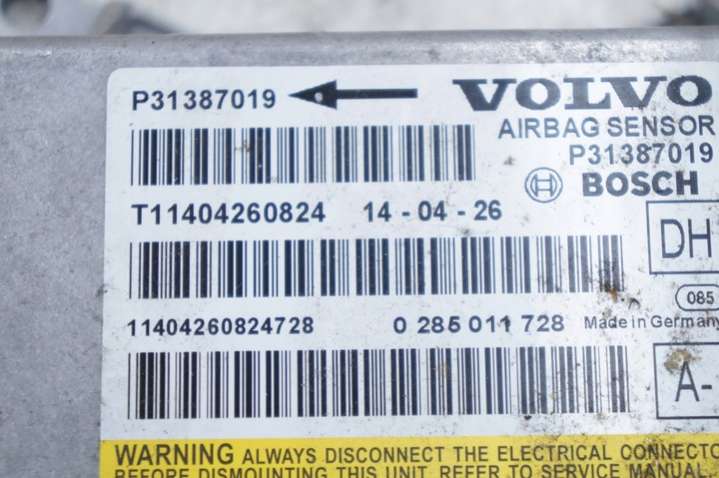 P31387019 VOLVO
AIRBAG SENSOR
P31387019
BOSCH
T11404260824 14 - 04 - 26
DH
085
11404260824728 0 285 011 728 Made in Germany
A-
WARNING ALWAYS DISCONNECT THE ELECTRICAL CONNECTO
BEFORE DISMOUNTING THIS UNIT. REFER TO SERVICE MANUAL.